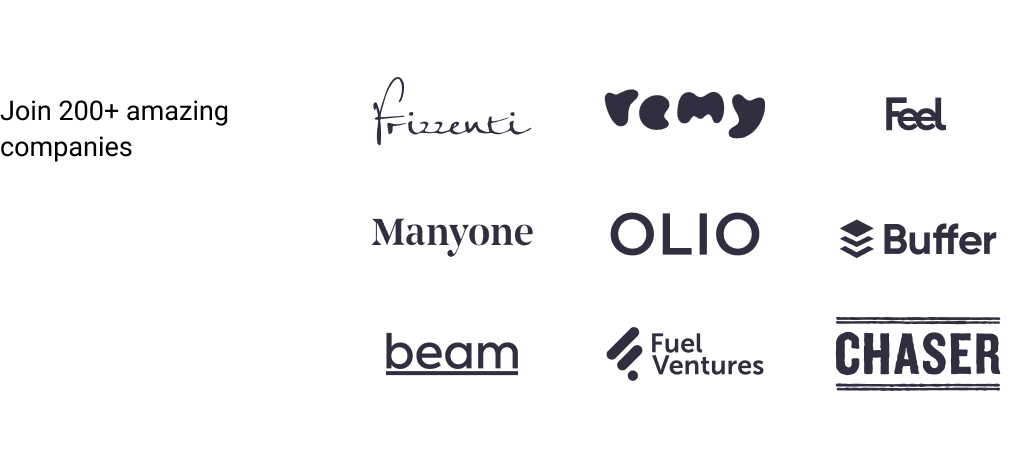 Join 200+ amazing
companies
Frizzenti
remy
Feel
Manyone
OLIO
Buffer
beam
Fuel
Ventures
CHASER